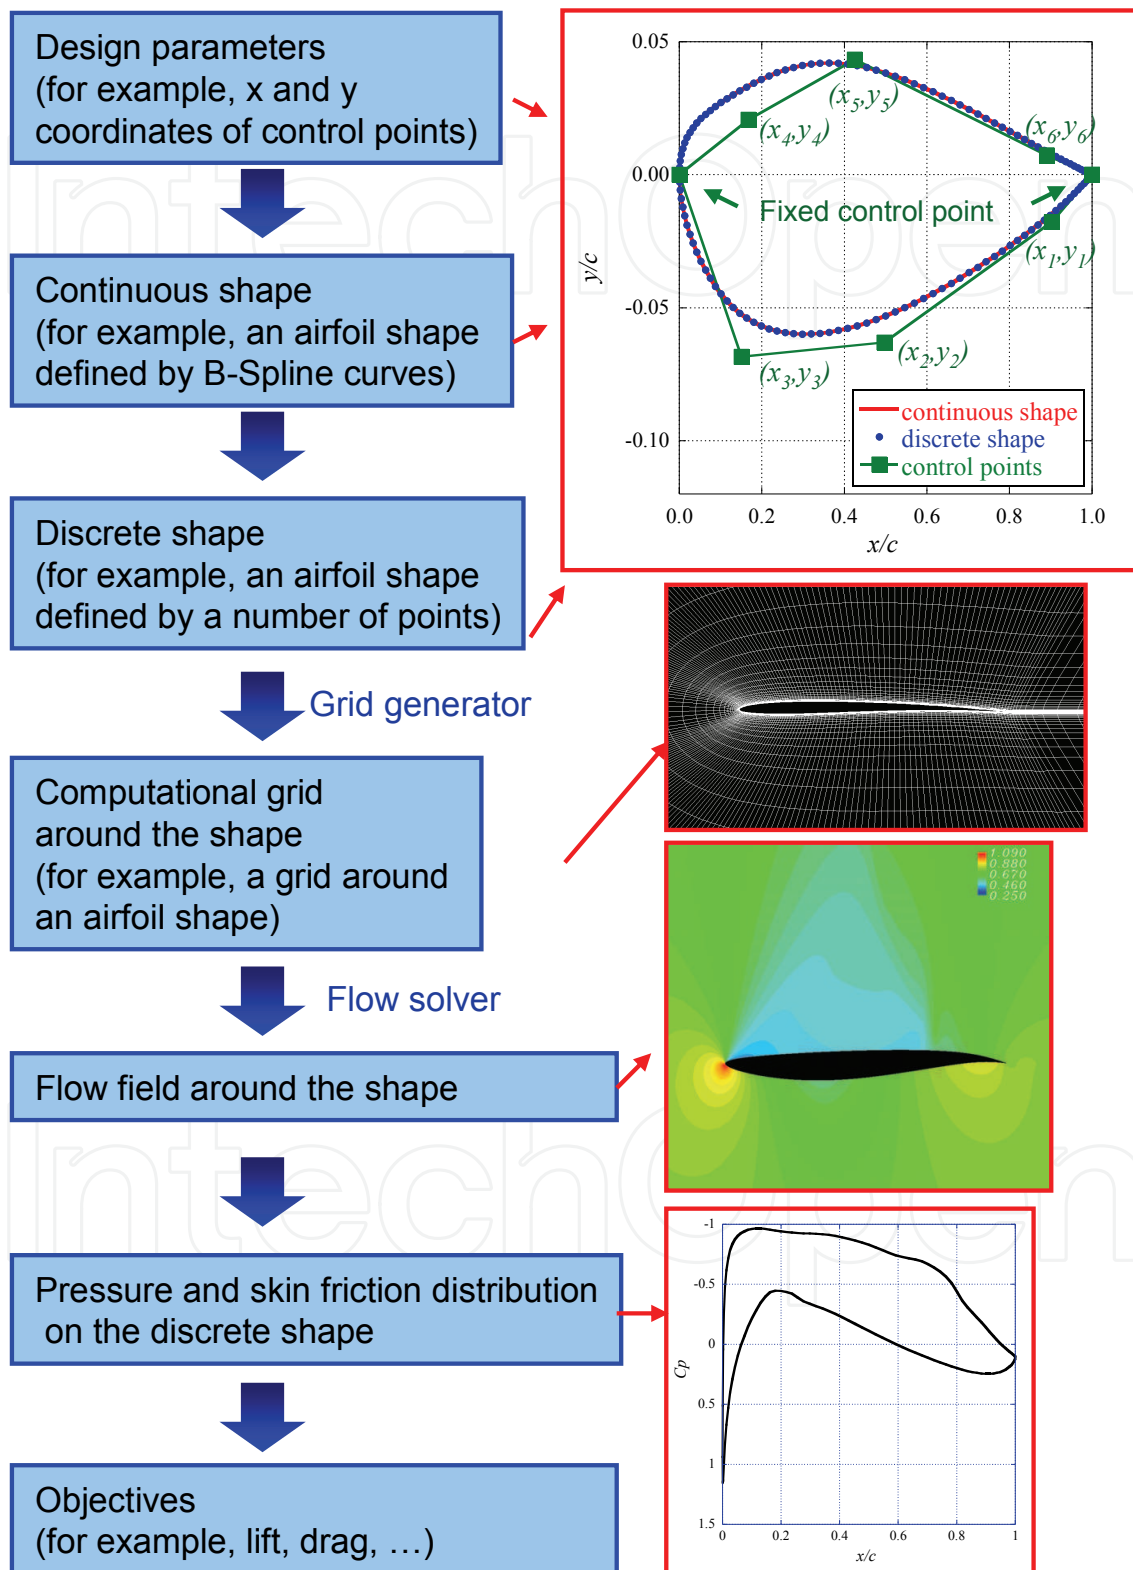 Design parameters
(for example, x and y
coordinates of control points)
Continuous shape
(for example, an airfoil shape
defined by B-Spline curves)
Discrete shape
(for example, an airfoil shape
defined by a number of points)
Grid generator
Computational grid
around the shape
(for example, a grid around
an airfoil shape)
Flow solver
Flow field around the shape
Pressure and skin friction distribution
on the discrete shape
Objectives
(for example, lift, drag, …)
0.05
0.00
-0.05
-0.10
y/c
(x5,y5)
(x4,y4)
(x6,y6)
Fixed control point
(x1,y1)
(x2,y2)
(x3,y3)
continuous shape
discrete shape
control points
0.0 0.2 0.4 0.6 0.8 1.0
x/c
1.090
0.880
0.670
0.460
0.250
-1
-0.5
0
0.5
1
1.5
Cp
0 0.2 0.4 0.6 0.8 1
x/c
IntechOpen
IntechOpen